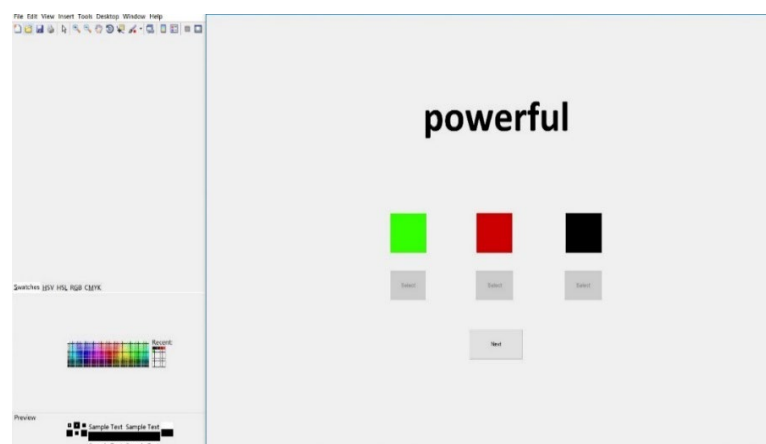 File Edit View Insert Tools Desktop Window Help
powerful
Select Select Select
Swatches HSV HSL RGB CMYK
Recent:
Next
Preview
Sample Text Sample Text